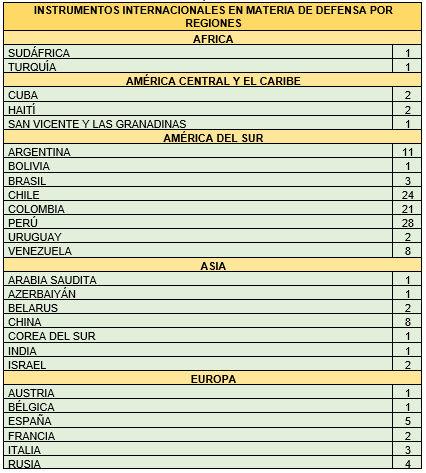 INSTRUMENTOS INTERNACIONALES EN MATERIA DE DEFENSA POR
REGIONES
AFRICA
SUDÁFRICA 1
TURQUÍA 1
AMÉRICA CENTRAL Y EL CARIBE
CUBA 2
HAITÍ 2
SAN VICENTE Y LAS GRANADINAS 1
AMÉRICA DEL SUR
ARGENTINA 11
BOLIVIA 1
BRASIL 3
CHILE 24
COLOMBIA 21
PERÚ 28
URUGUAY 2
VENEZUELA 8
ASIA
ARABIA SAUDITA 1
AZERBAIYÁN 1
BELARUS 2
CHINA 8
COREA DEL SUR 1
INDIA 1
ISRAEL 2
EUROPA
AUSTRIA 1
BÉLGICA 1
ESPAÑA 5
FRANCIA 2
ITALIA 3
RUSIA 4